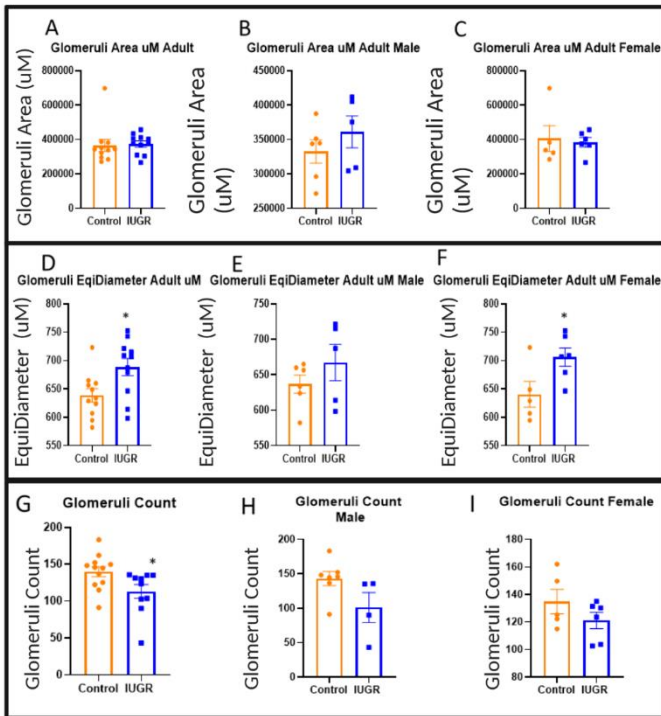 A
Glomeruli Area uM Adult
Glomeruli Area (uM)
800000
600000
400000
200000
0
Control IUGR
B
Glomeruli Area uM Adult Male
Glomeruli Area
(uM)
450000
400000
350000
300000
250000
Control IUGR
C
Glomeruli Area uM Adult Female
Glomeruli Area
(uM)
800000
600000
400000
200000
0
Control IUGR
D
Glomeruli EqiDiameter Adult uM
EquiDiameter (uM)
800
750
700
650
600
550
*
Control IUGR
E
Glomeruli EqiDiameter Adult uM Male
EquiDiameter (uM)
750
700
650
600
550
Control IUGR
F
Glomeruli EqiDiameter Adult uM Female
EquiDiameter (uM)
800
750
700
650
600
550
*
Control IUGR
G
Glomeruli Count
Glomeruli Count
200
150
100
50
0
*
Control IUGR
H
Glomeruli Count
Male
Glomeruli Count
200
150
100
50
0
Control IUGR
I
Glomeruli Count Female
Glomeruli Count
180
160
140
120
100
80
Control IUGR